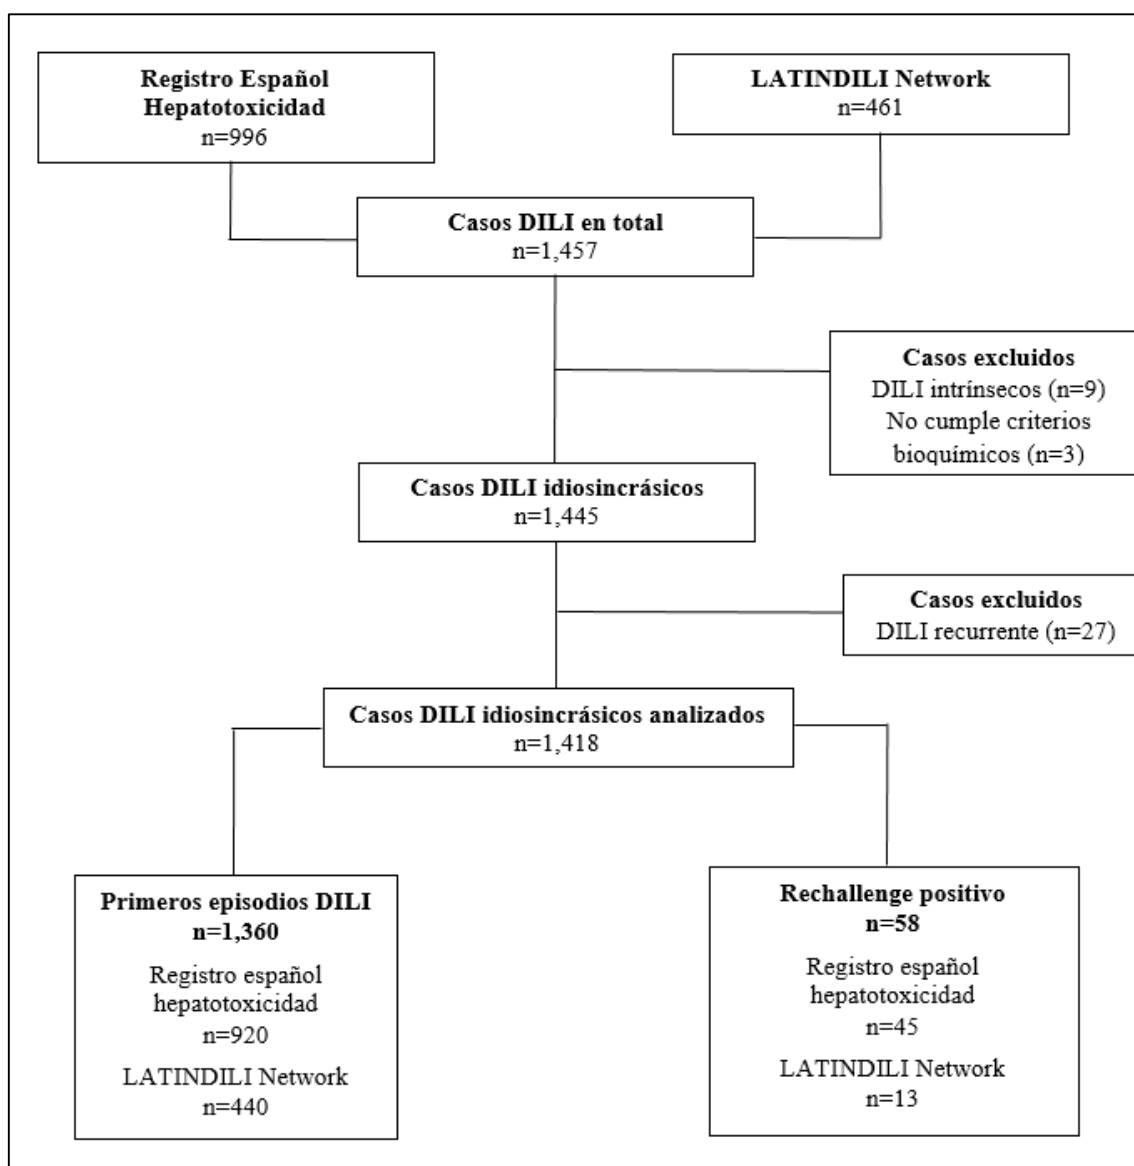 Registro Español
Hepatotoxicidad
n=996
LATINDILI Network
n=461
Casos DILI en total
n=1,457
Casos excluidos
DILI intrínsecos (n=9)
No cumple criterios
bioquímicos (n=3)
Casos DILI idiosincrásicos
n=1,445
Casos excluidos
DILI recurrente (n=27)
Casos DILI idiosincrásicos analizados
n=1,418
Primeros episodios DILI
n=1,360
Registro español
hepatotoxicidad
n=920
LATINDILI Network
n=440
Rechallenge positivo
n=58
Registro español
hepatotoxicidad
n=45
LATINDILI Network
n=13